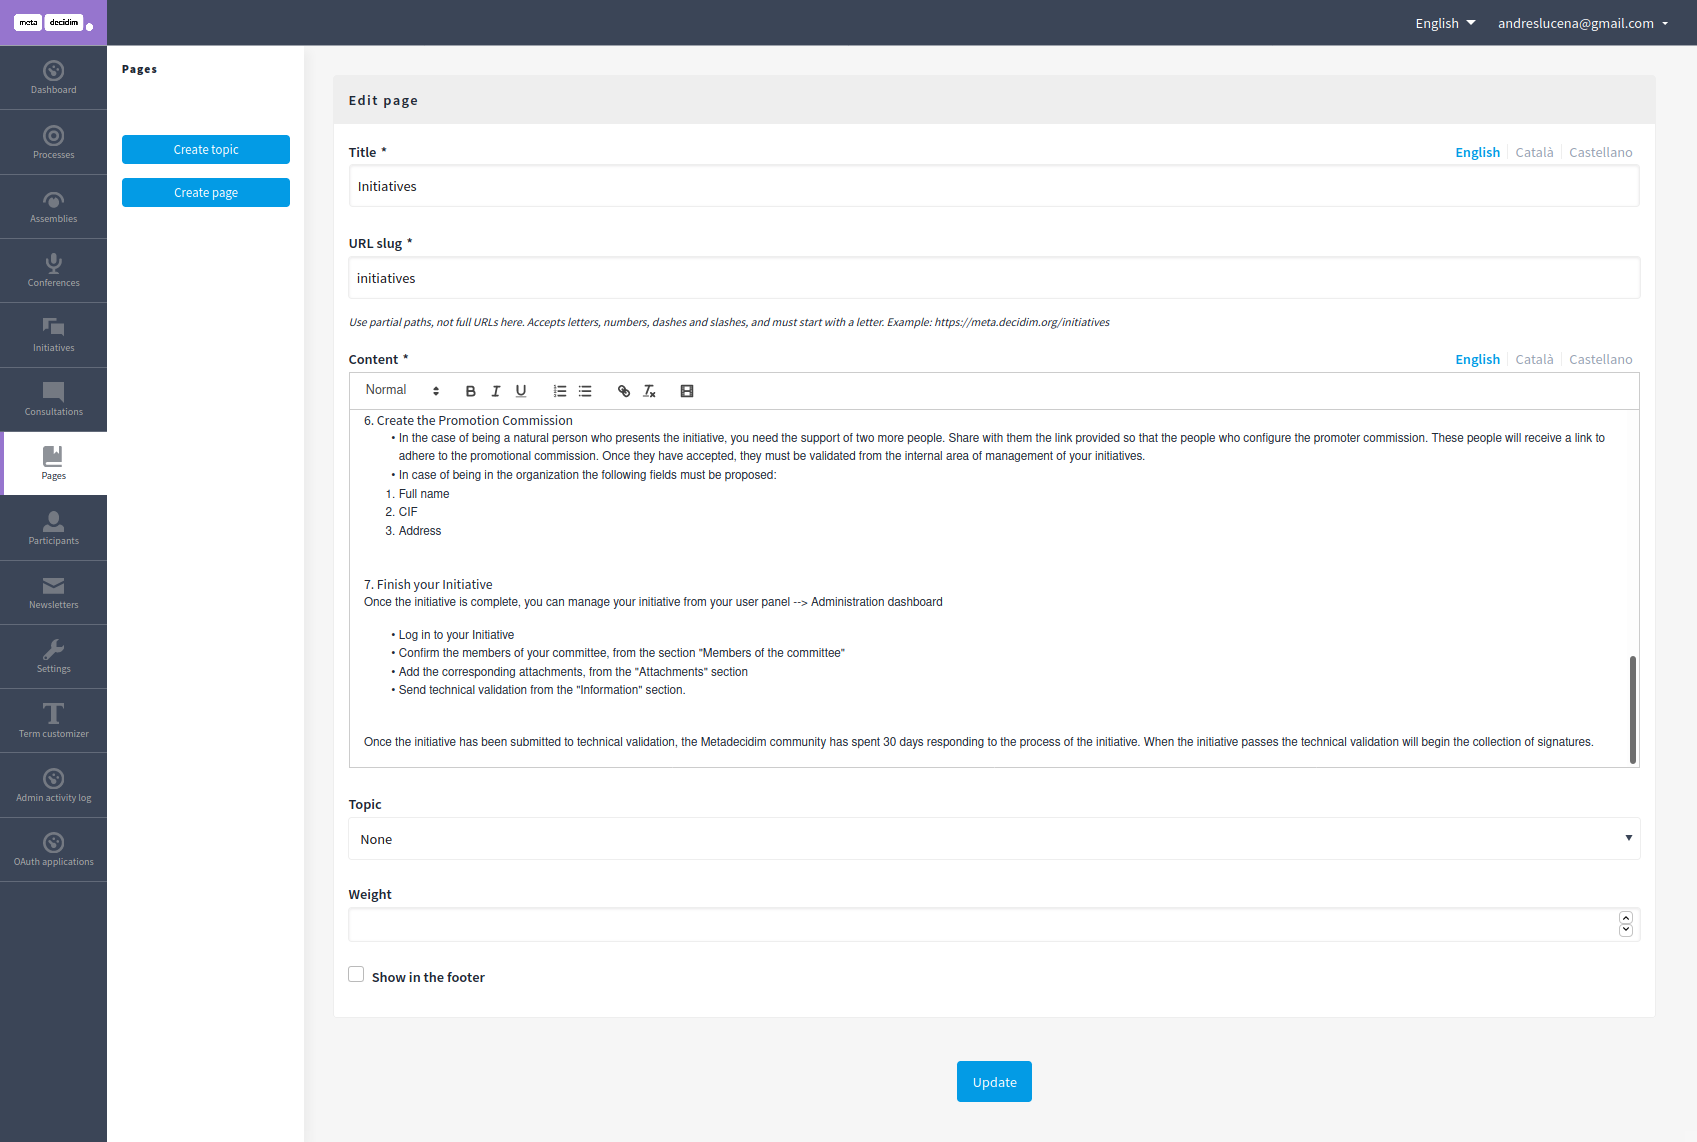 meta decidim
English
andreslucena@gmail.com
Dashboard
Processes
Assemblies
Conferences
Initiatives
Consultations
Pages
Participants
Newsletters
Settings
Term customizer
Admin activity log
OAuth applications
Pages
Create topic
Create page
Edit page
Title *
English Català Castellano
Initiatives
URL slug *
initiatives
Use partial paths, not full URLs here. Accepts letters, numbers, dashes and slashes, and must start with a letter. Example: https://meta.decidim.org/initiatives
Content *
English Català Castellano
Normal
6. Create the Promotion Commission
• In the case of being a natural person who presents the initiative, you need the support of two more people. Share with them the link provided so that the people who configure the promoter commission. These people will receive a link to
adhere to the promotional commission. Once they have accepted, they must be validated from the internal area of management of your initiatives.
• In case of being in the organization the following fields must be proposed:
1. Full name
2. CIF
3. Address
7. Finish your Initiative
Once the initiative is complete, you can manage your initiative from your user panel --> Administration dashboard
• Log in to your Initiative
• Confirm the members of your committee, from the section "Members of the committee"
• Add the corresponding attachments, from the "Attachments" section
• Send technical validation from the "Information" section.
Once the initiative has been submitted to technical validation, the Metadecidim community has spent 30 days responding to the process of the initiative. When the initiative passes the technical validation will begin the collection of signatures.
Topic
None
Weight
Show in the footer
Update